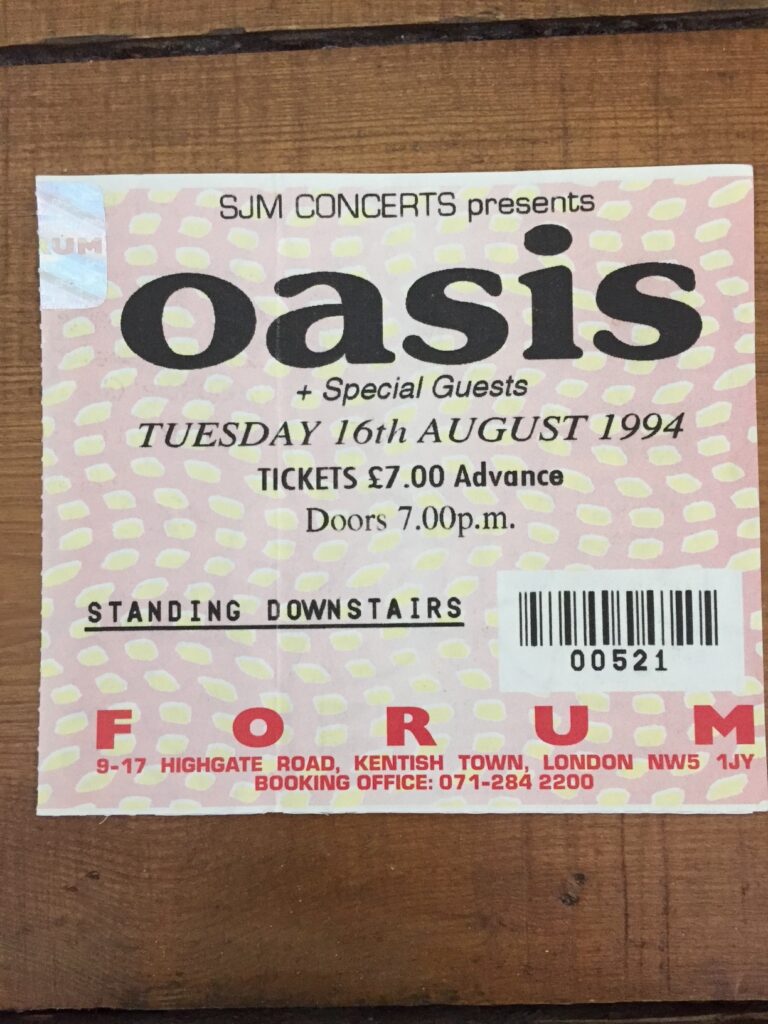 RUM
SJM CONCERTS presents
oasis
+ Special Guests
TUESDAY 16th AUGUST 1994
TICKETS £7.00 Advance
Doors 7.00p.m.
STANDING DOWNSTAIRS
00521
FORUM
9-17 HIGHGATE ROAD, KENTISH TOWN, LONDON NW5 1JY
BOOKING OFFICE: 071-284 2200